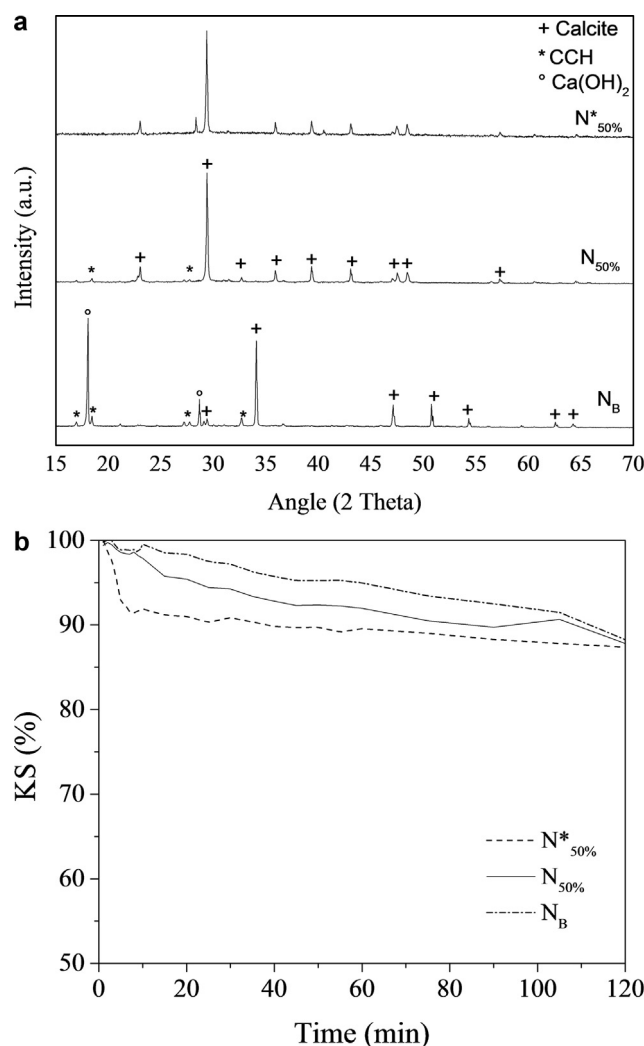 a
+ Calcite
* CCH
° Ca(OH)2
N*50%
Intensity (a.u.)
+
* + * + + + + + + +
N50%
° +
* * * ° + * + + + + +
NB
15 20 25 30 35 40 45 50 55 60 65 70
Angle (2 Theta)
b
100
90
80
70
60
50
KS (%)
N*50%
N50%
NB
0 20 40 60 80 100 120
Time (min)